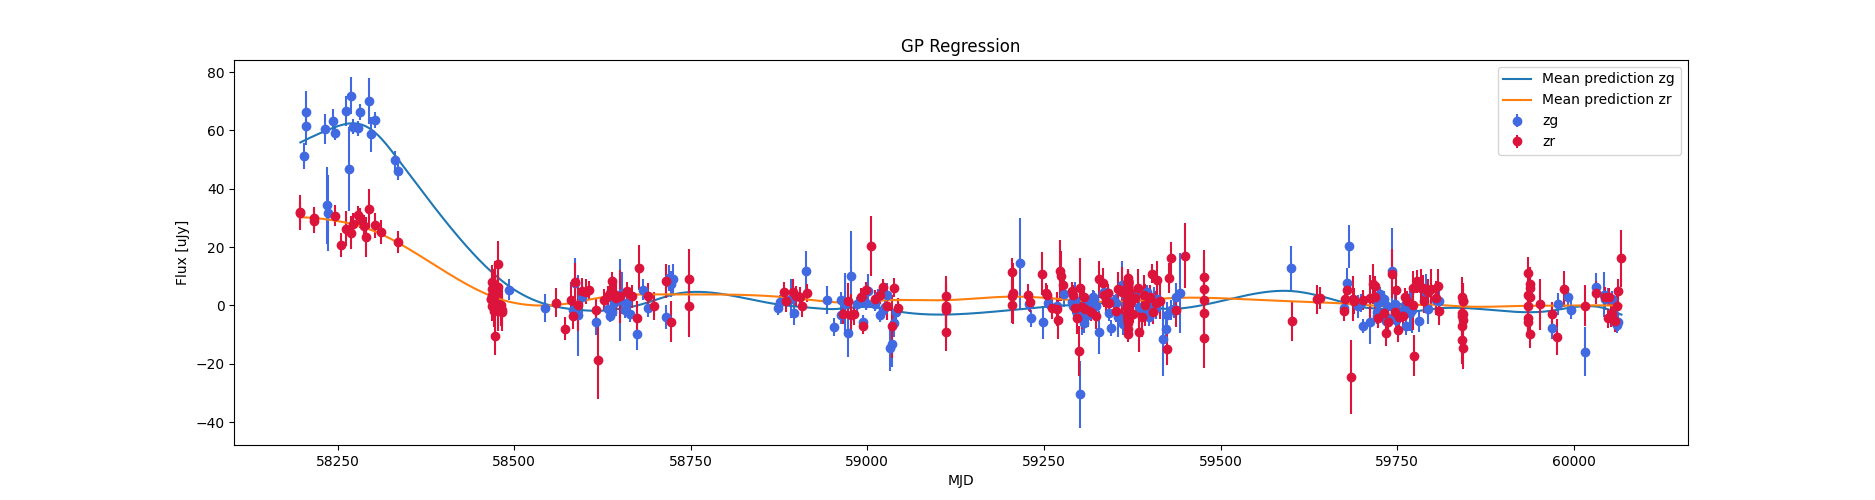 GP Regression
80
60
40
20
0
−20
−40
Flux [uJy]
58250
58500
58750
59000
59250
59500
59750
60000
MJD
Mean prediction zg
Mean prediction zr
zg
zr